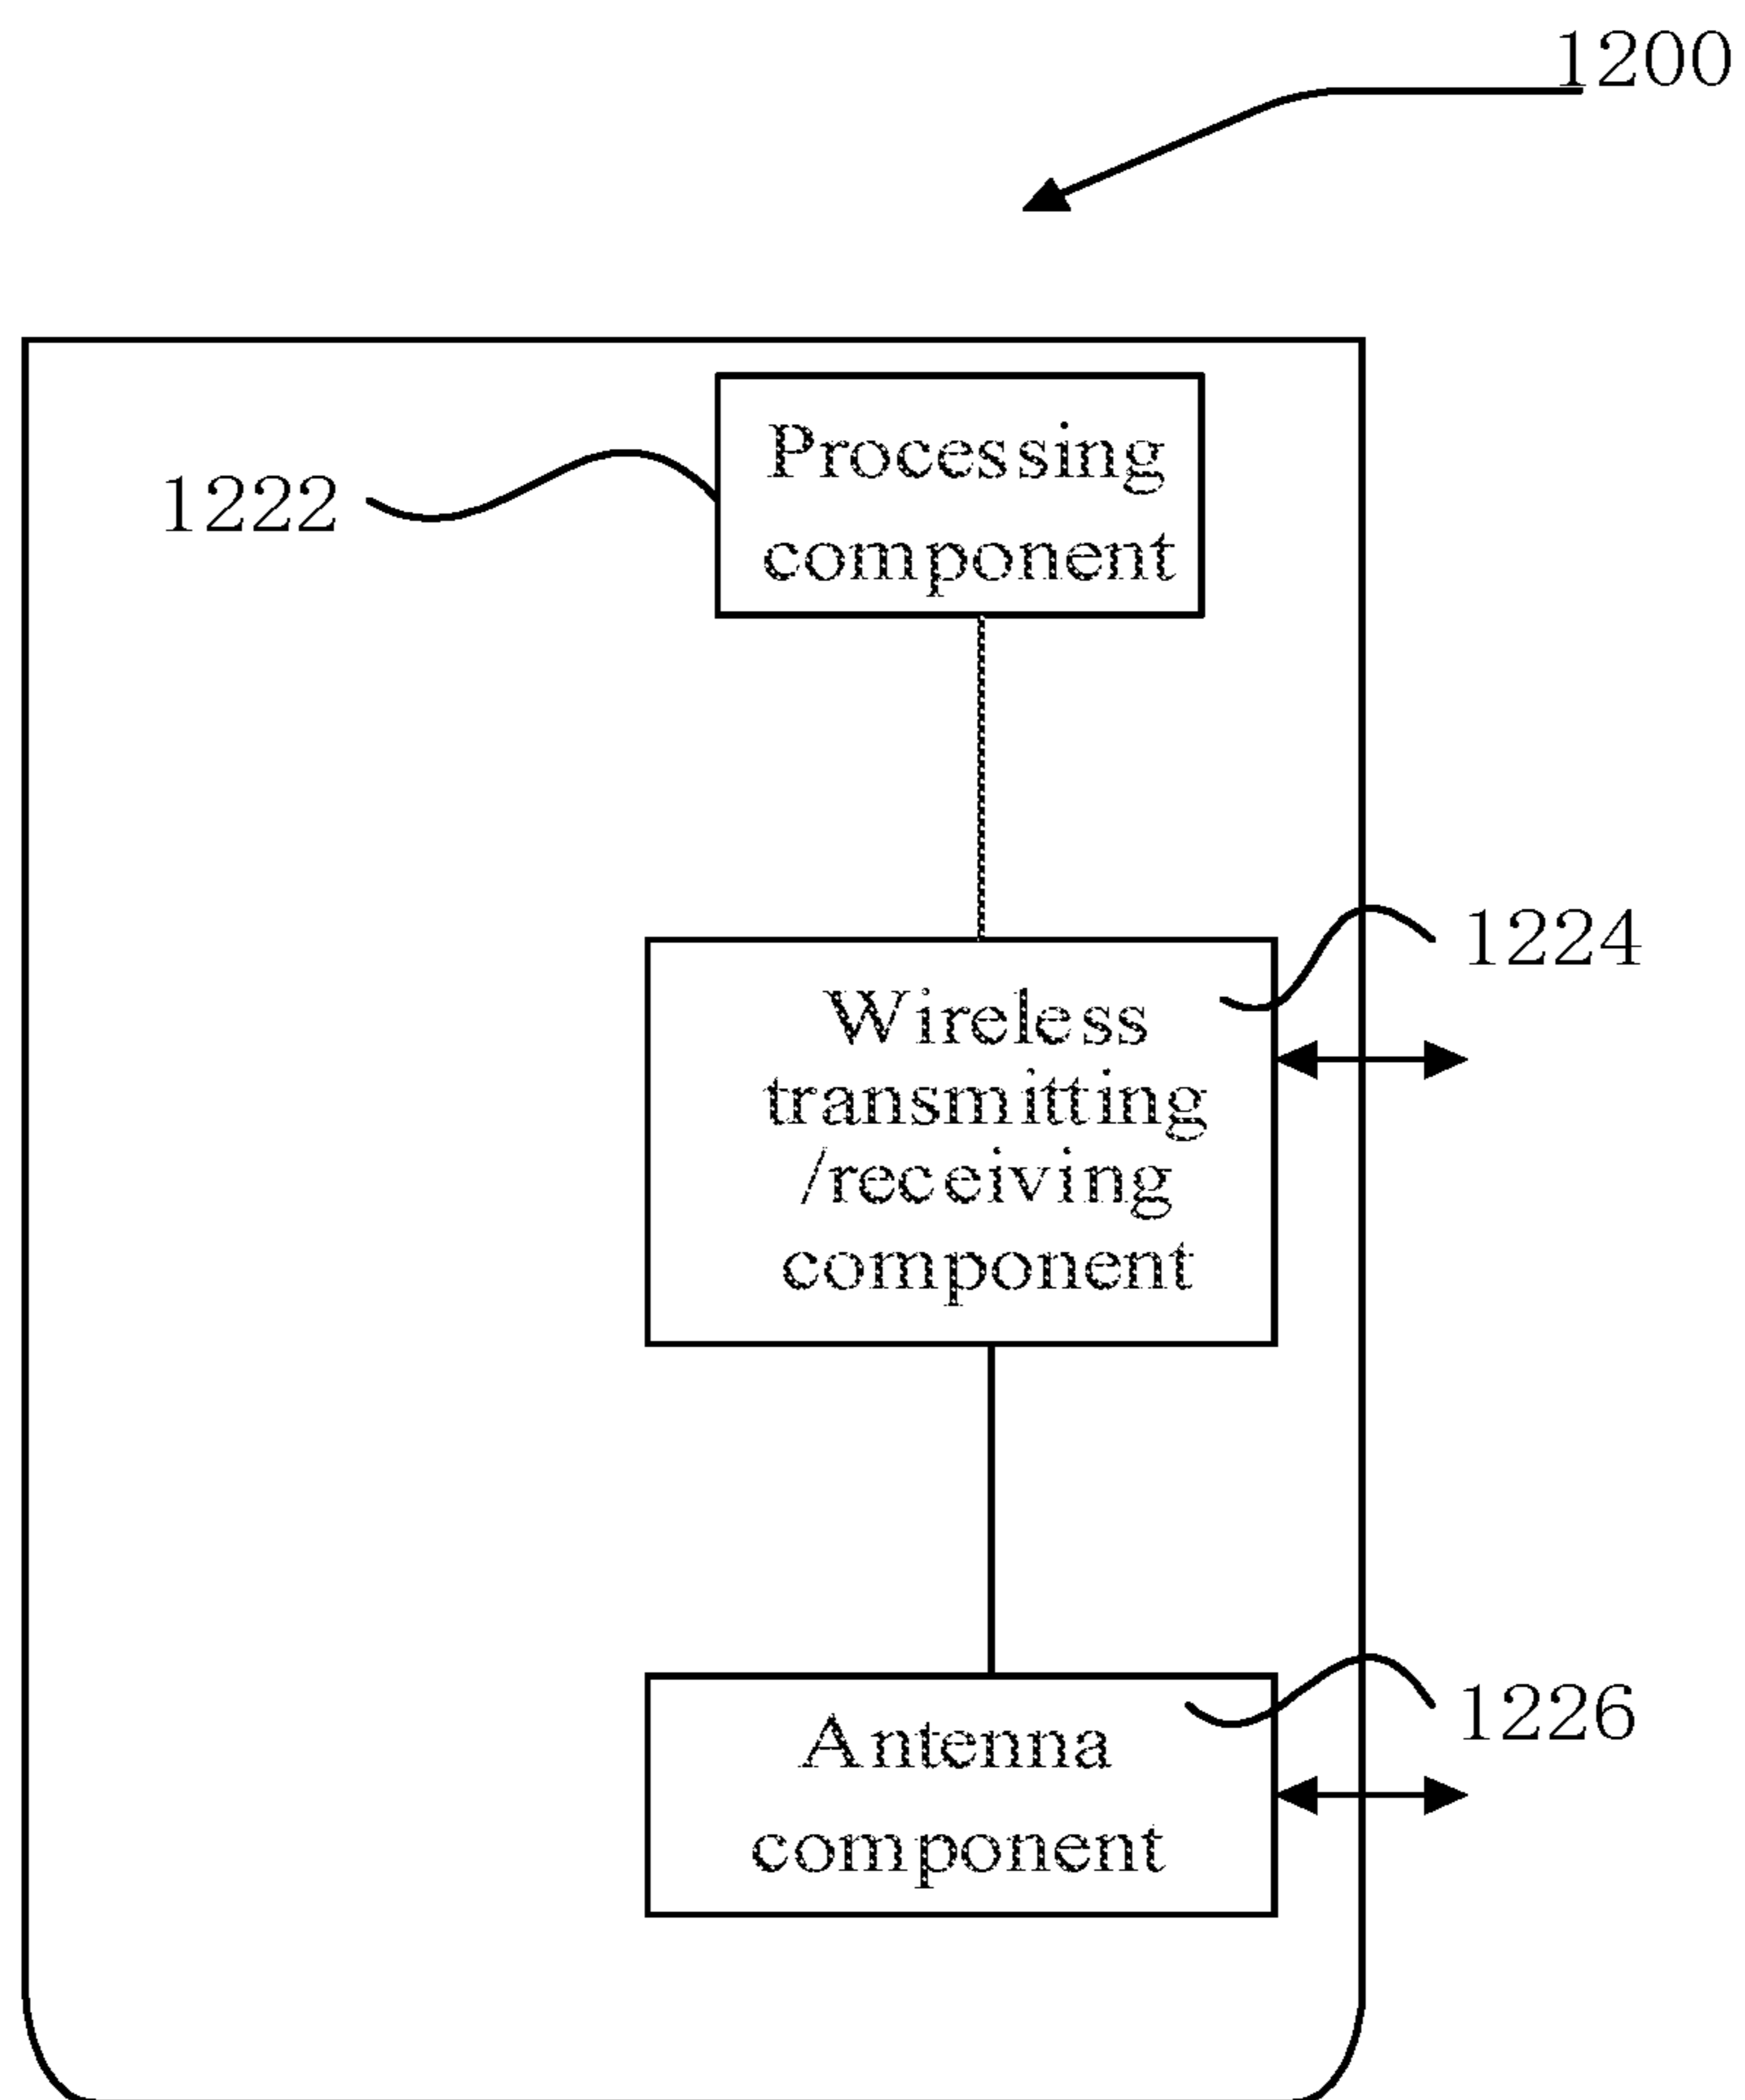 1200
Processing
component
1222
1224
Wireless
transmitting
/receiving
component
1226
Antenna
component